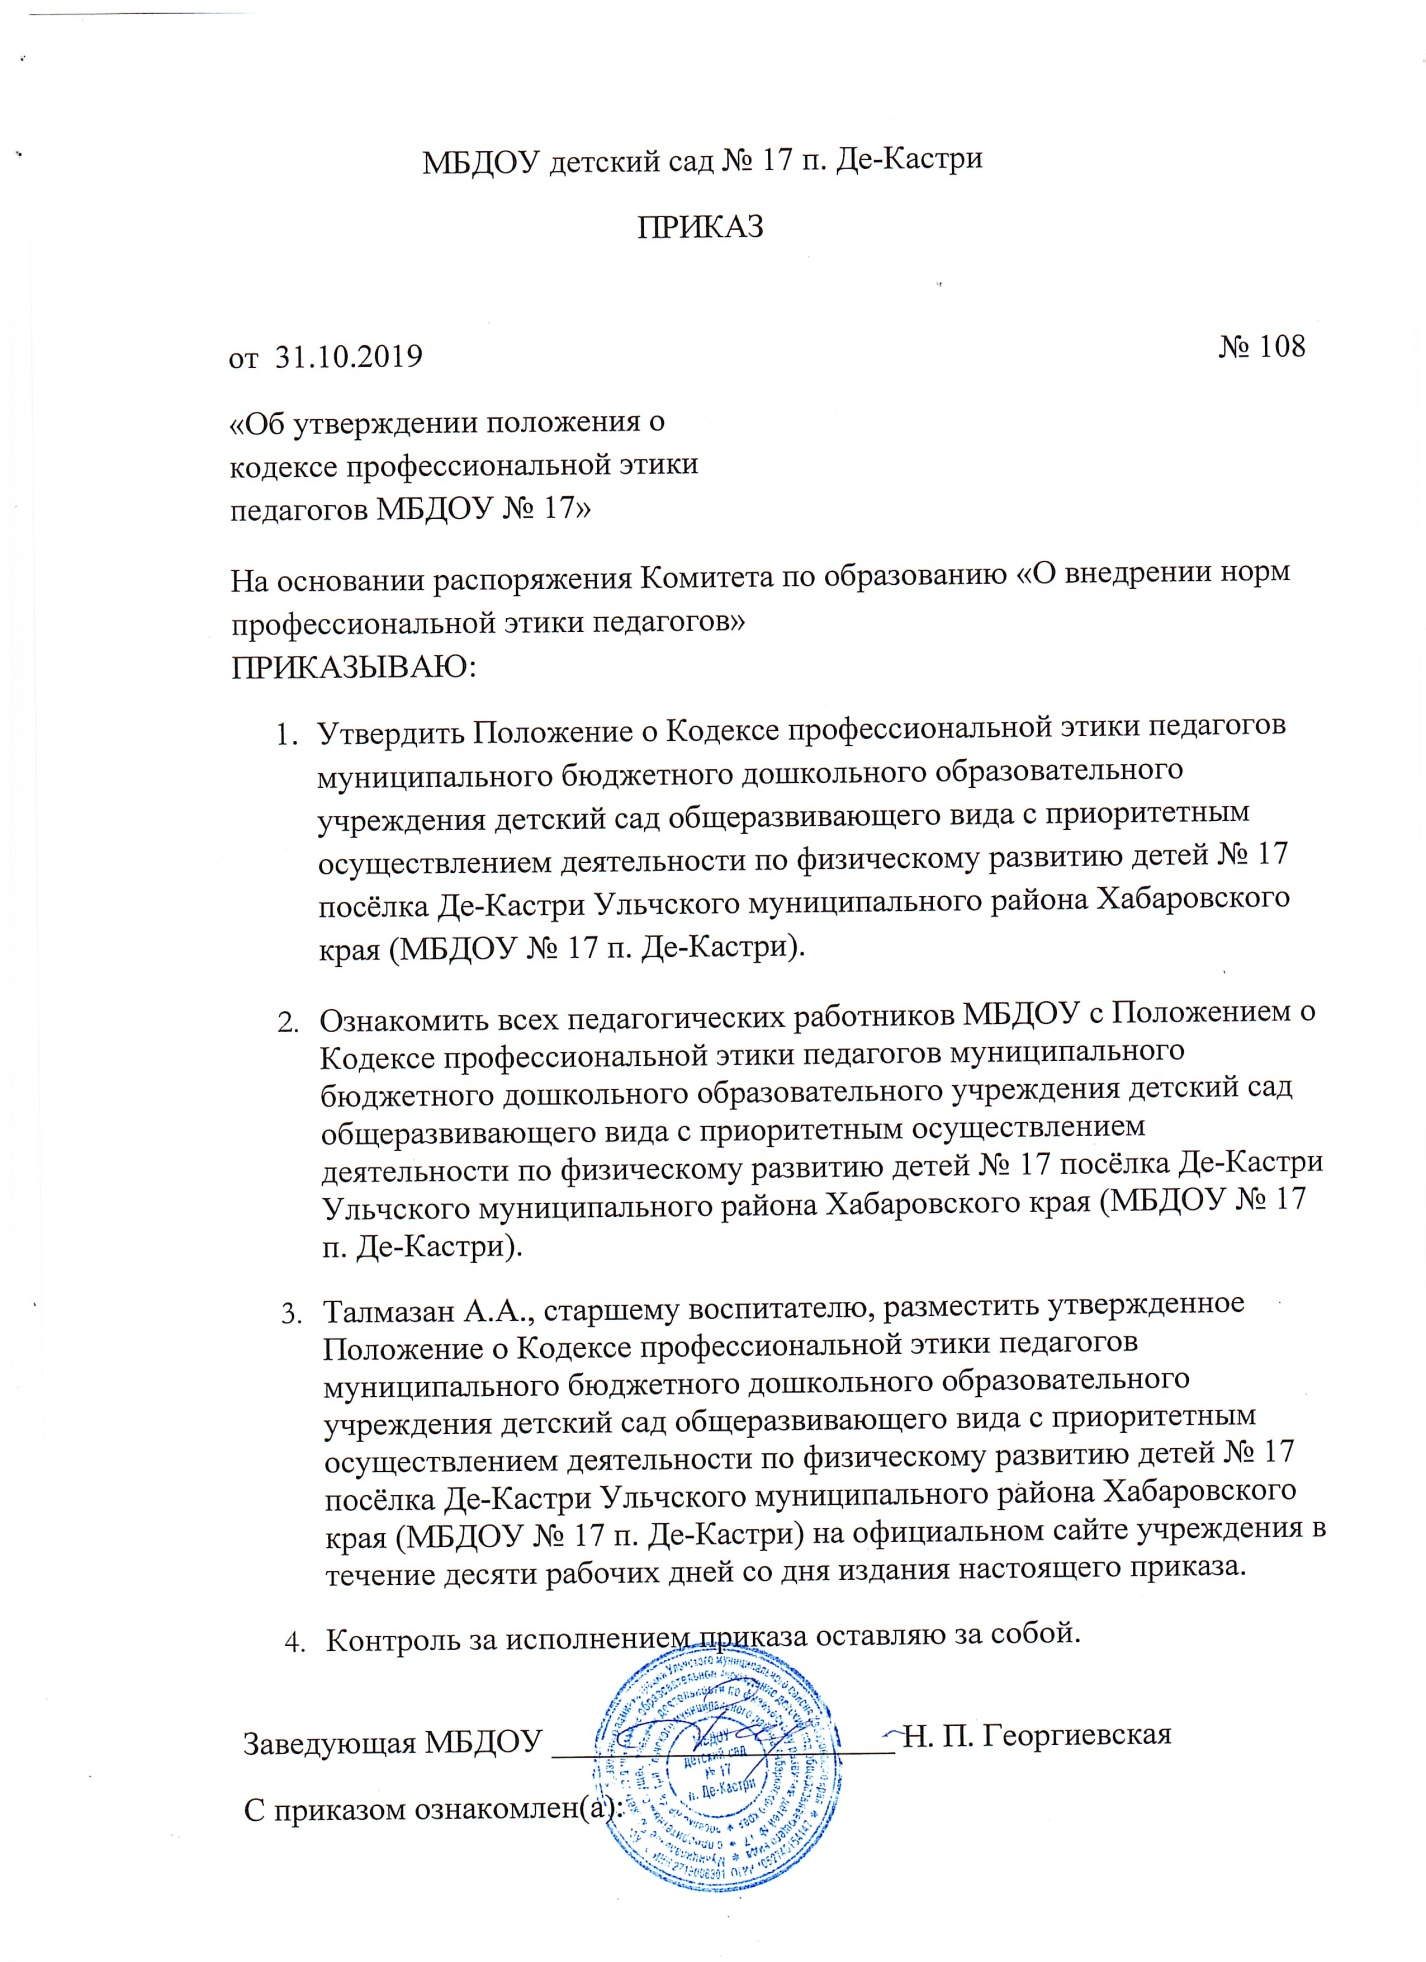 МБДОУ детский сад № 17 п. Де-Кастри
ПРИКАЗ
от 31.10.2019 № 108
«Об утверждении положения о
кодексе профессиональной этики
педагогов МБДОУ № 17»
На основании распоряжения Комитета по образованию «О внедрении норм
профессиональной этики педагогов»
ПРИКАЗЫВАЮ:
1. Утвердить Положение о Кодексе профессиональной этики педагогов
муниципального бюджетного дошкольного образовательного
учреждения детский сад общеразвивающего вида с приоритетным
осуществлением деятельности по физическому развитию детей № 17
посёлка Де-Кастри Ульчского муниципального района Хабаровского
края (МБДОУ № 17 п. Де-Кастри).
2. Ознакомить всех педагогических работников МБДОУ с Положением о
Кодексе профессиональной этики педагогов муниципального
бюджетного дошкольного образовательного учреждения детский сад
общеразвивающего вида с приоритетным осуществлением
деятельности по физическому развитию детей № 17 посёлка Де-Кастри
Ульчского муниципального района Хабаровского края (МБДОУ № 17
п. Де-Кастри).
3. Талмазан А.А., старшему воспитателю, разместить утвержденное
Положение о Кодексе профессиональной этики педагогов
муниципального бюджетного дошкольного образовательного
учреждения детский сад общеразвивающего вида с приоритетным
осуществлением деятельности по физическому развитию детей № 17
посёлка Де-Кастри Ульчского муниципального района Хабаровского
края (МБДОУ № 17 п. Де-Кастри) на официальном сайте учреждения в
течение десяти рабочих дней со дня издания настоящего приказа.
4. Контроль за исполнением приказа оставляю за собой.
Заведующая МБДОУ Н. П. Георгиевская
МБДОУ
детский сад
№ 17
п. Де-Кастри
С приказом ознакомлен(а):